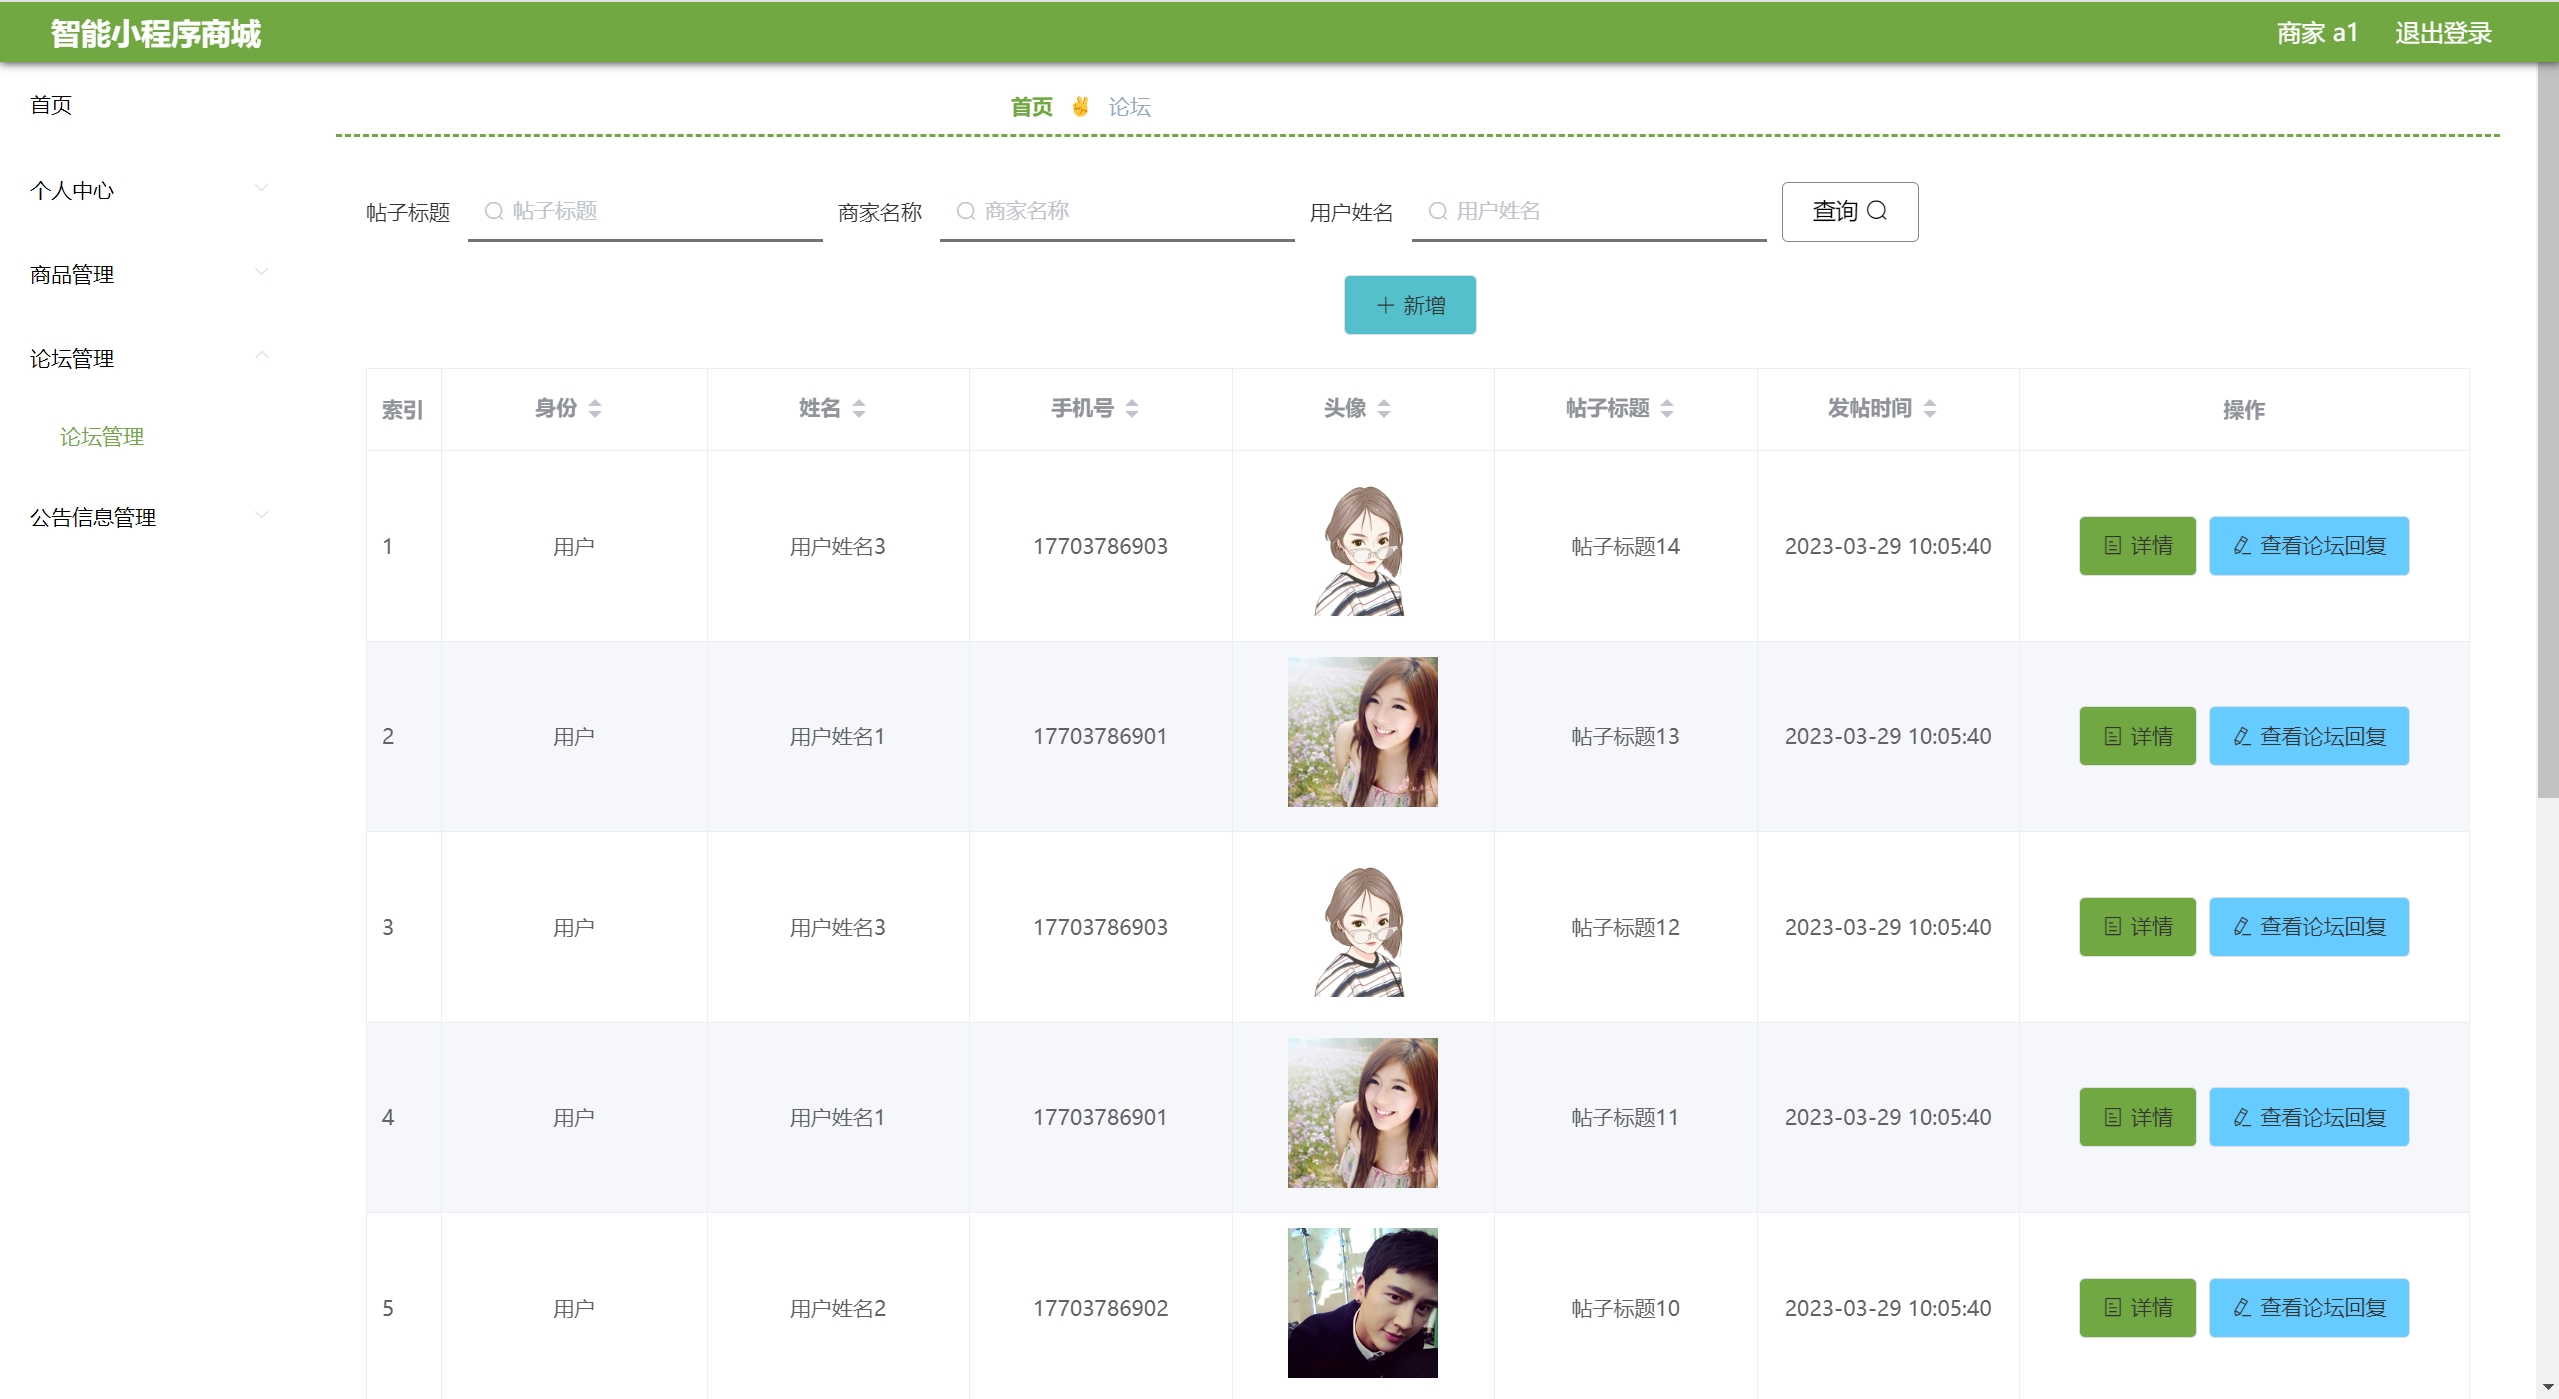 智能小程序商城 商家 a1 退出登录
首页
个人中心
商品管理
论坛管理
论坛管理
公告信息管理
首页 ✌ 论坛
帖子标题 帖子标题 商家名称 商家名称 用户姓名 用户姓名 查询
新增
索引 身份 姓名 手机号 头像 帖子标题 发帖时间 操作
1 用户 用户姓名3 17703786903 帖子标题14 2023-03-29 10:05:40 详情 查看论坛回复
2 用户 用户姓名1 17703786901 帖子标题13 2023-03-29 10:05:40 详情 查看论坛回复
3 用户 用户姓名3 17703786903 帖子标题12 2023-03-29 10:05:40 详情 查看论坛回复
4 用户 用户姓名1 17703786901 帖子标题11 2023-03-29 10:05:40 详情 查看论坛回复
5 用户 用户姓名2 17703786902 帖子标题10 2023-03-29 10:05:40 详情 查看论坛回复